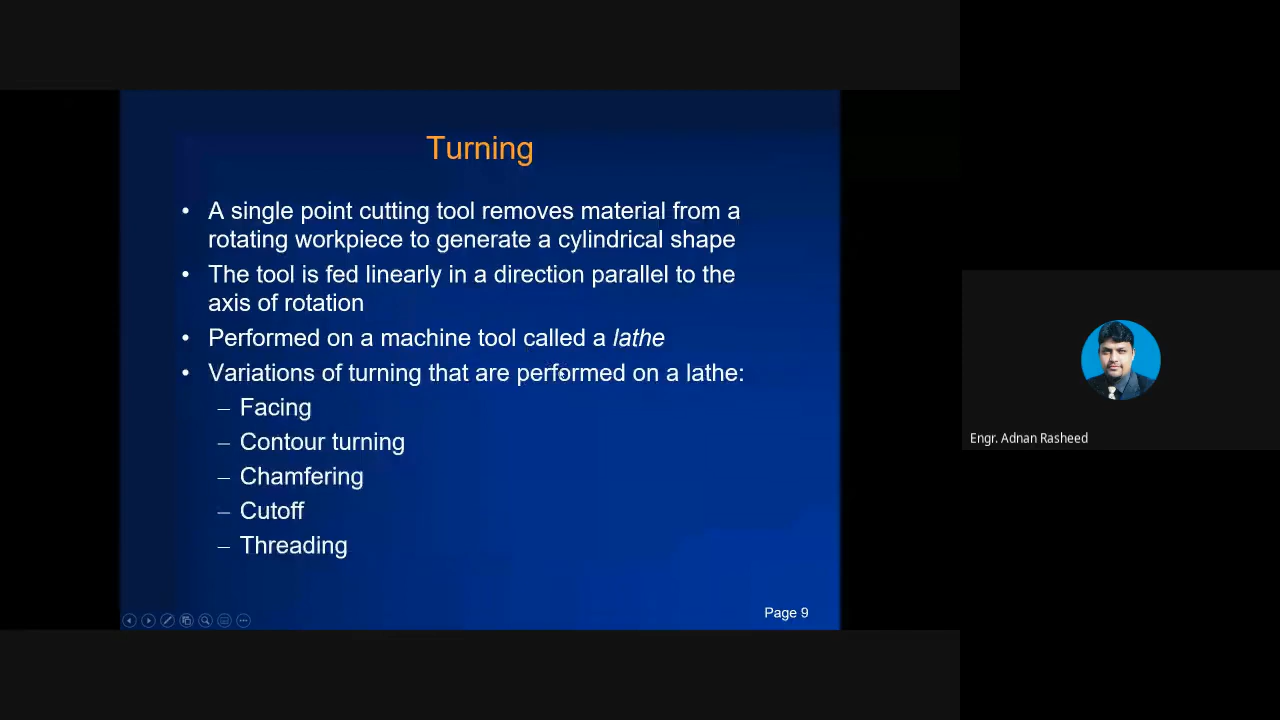 Turning
• A single point cutting tool removes material from a
rotating workpiece to generate a cylindrical shape
• The tool is fed linearly in a direction parallel to the
axis of rotation
• Performed on a machine tool called a lathe
• Variations of turning that are performed on a lathe:
– Facing
– Contour turning
– Chamfering
– Cutoff
– Threading
Page 9
Engr. Adnan Rasheed